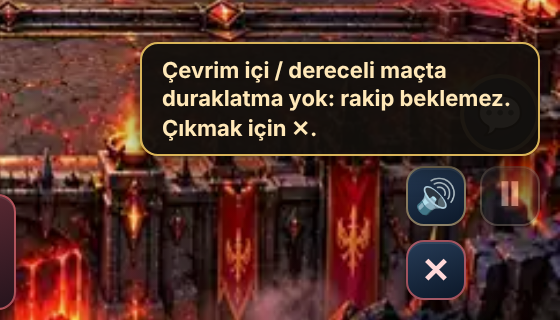 Çevrim içi / dereceli maçta
duraklatma yok: rakip beklemez.
Çıkmak için ✕.